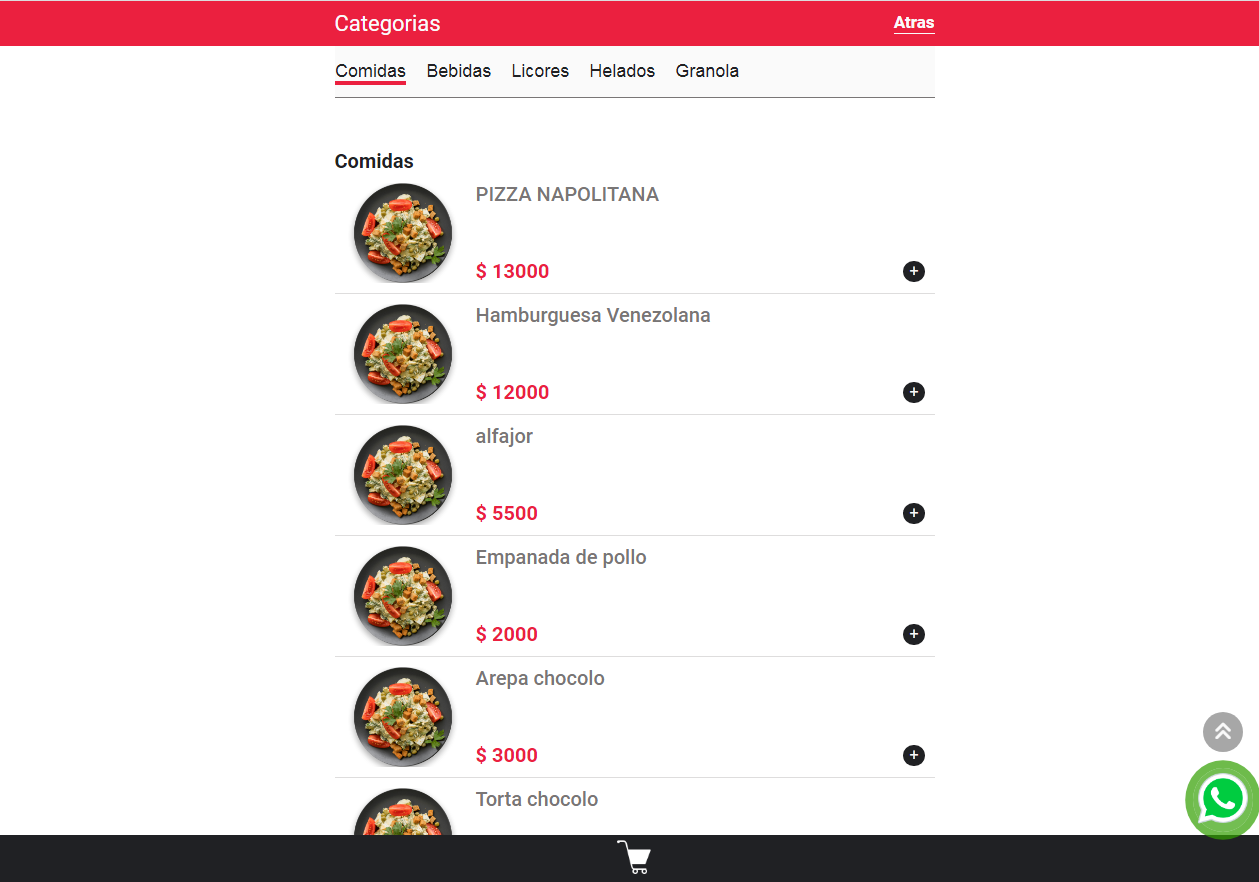 Categorias
Atras
Comidas Bebidas Licores Helados Granola
Comidas
PIZZA NAPOLITANA
$ 13000
Hamburguesa Venezolana
$ 12000
alfajor
$ 5500
Empanada de pollo
$ 2000
Arepa chocolo
$ 3000
Torta chocolo